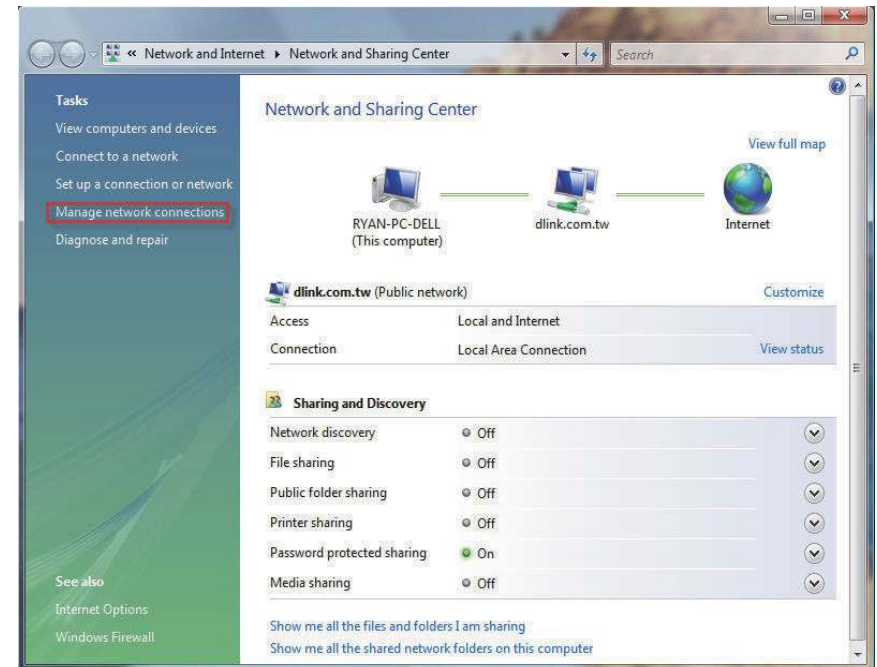 « Network and Internet ▸ Network and Sharing Center
Search
Tasks
View computers and devices
Connect to a network
Set up a connection or network
Manage network connections
Diagnose and repair
See also
Internet Options
Windows Firewall
Network and Sharing Center
View full map
RYAN-PC-DELL
(This computer)
dlink.com.tw
Internet
dlink.com.tw (Public network)
Customize
Access Local and Internet
Connection Local Area Connection View status
Sharing and Discovery
Network discovery Off
File sharing Off
Public folder sharing Off
Printer sharing Off
Password protected sharing On
Media sharing Off
Show me all the files and folders I am sharing
Show me all the shared network folders on this computer